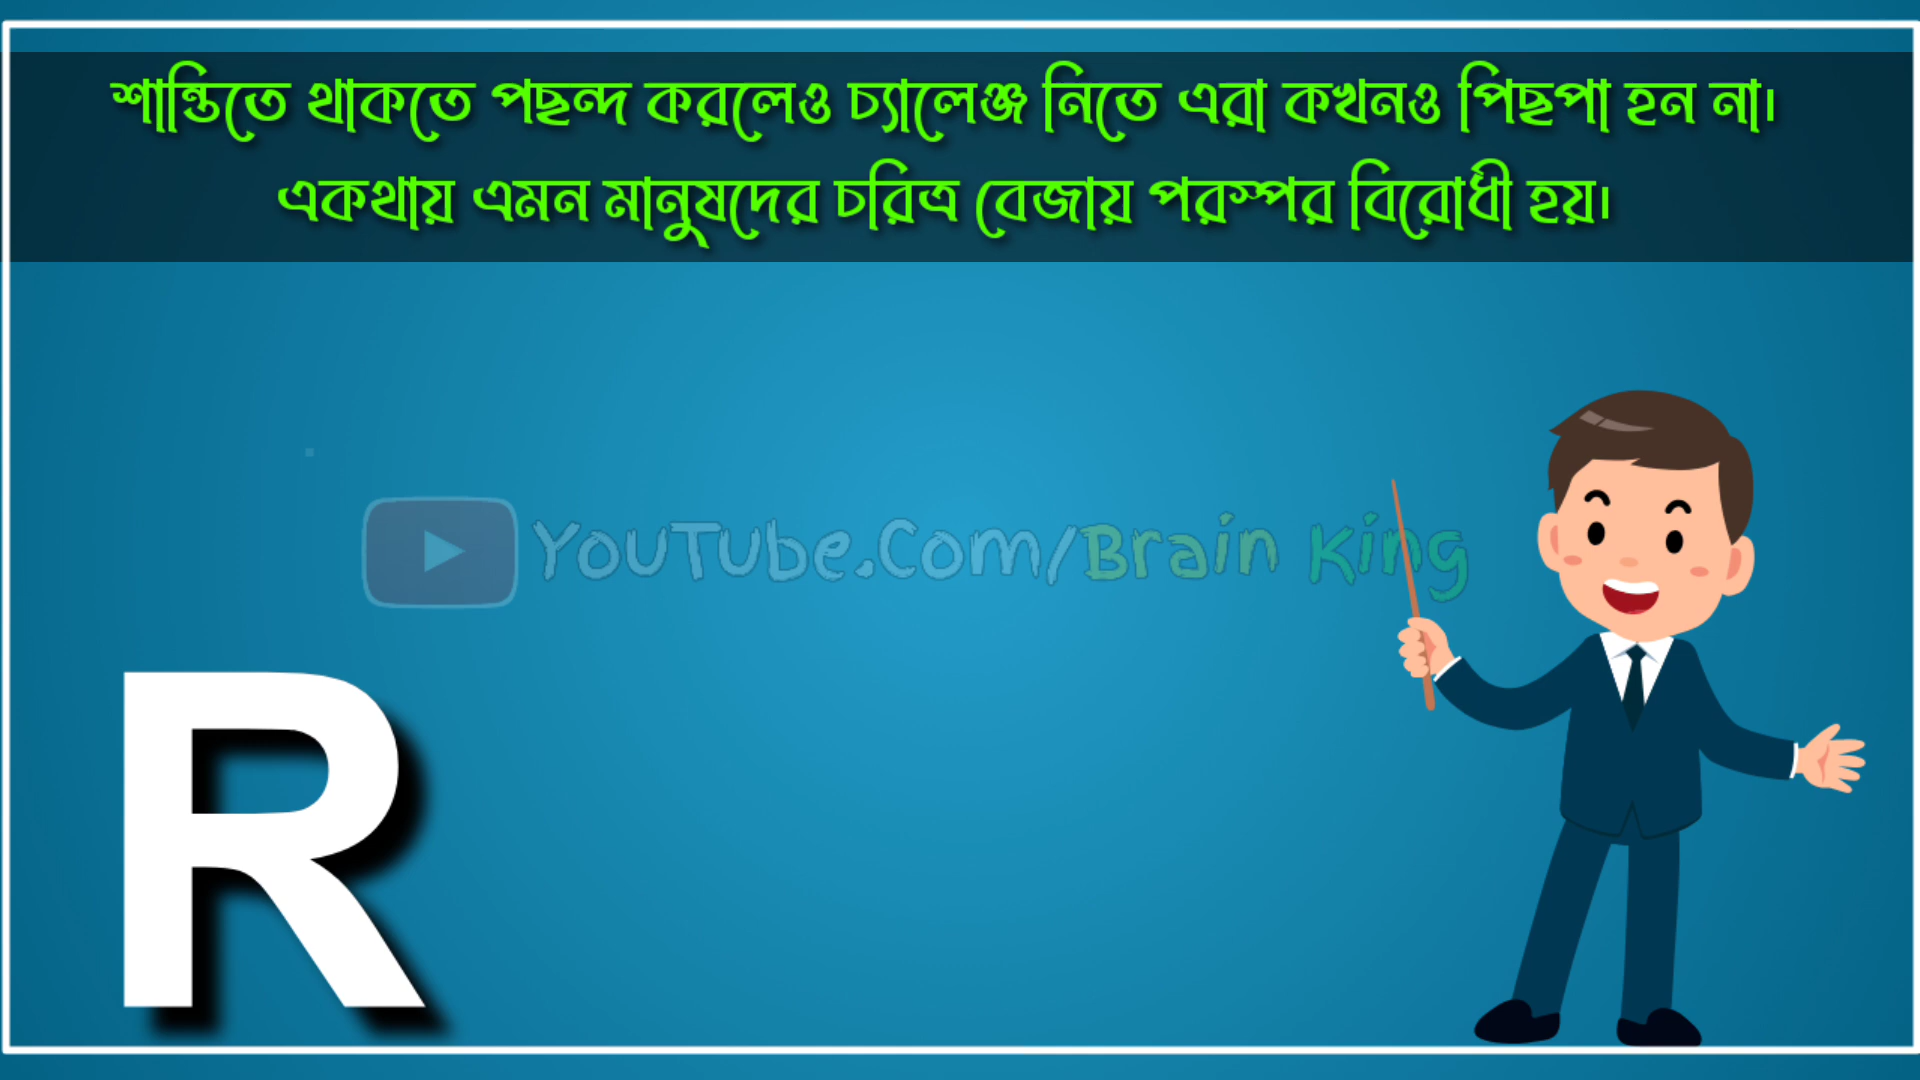 শান্তিতে থাকতে পছন্দ করলেও চ্যালেঞ্জ নিতে এরা কখনও পিছপা হন না।
একথায় এমন মানুষদের চরিত্র বেজায় পরস্পর বিরোধী হয়।
YouTube.Com/Brain King
R